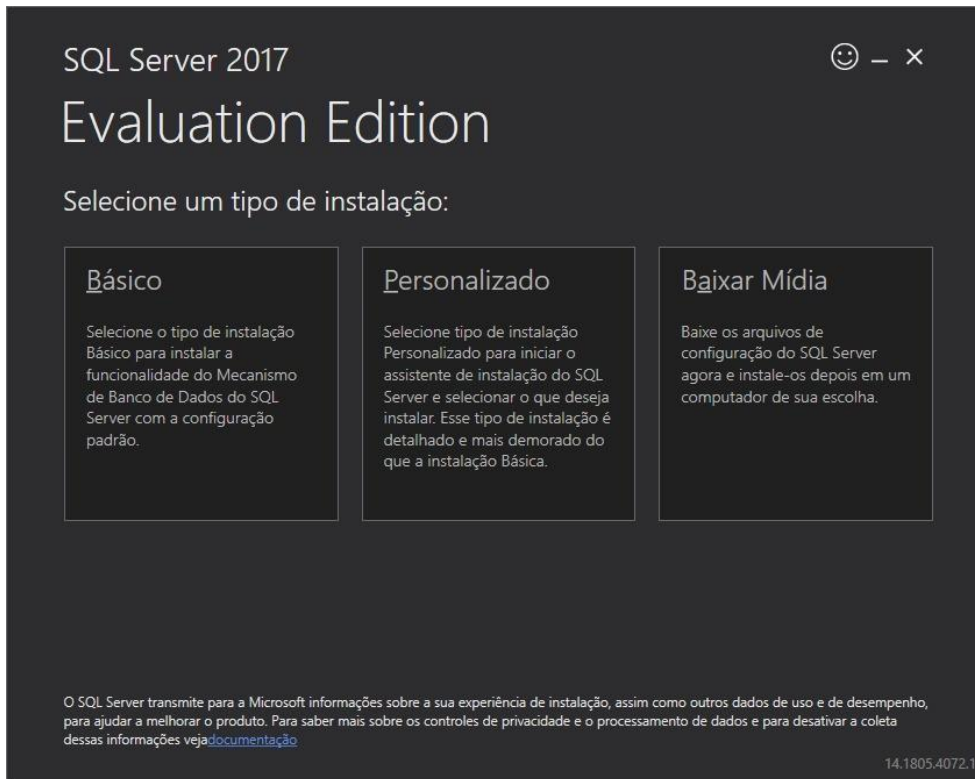 SQL Server 2017
Evaluation Edition
Selecione um tipo de instalação:
Básico
Selecione o tipo de instalação
Básico para instalar a
funcionalidade do Mecanismo
de Banco de Dados do SQL
Server com a configuração
padrão.
Personalizado
Selecione tipo de instalação
Personalizado para iniciar o
assistente de instalação do SQL
Server e selecionar o que deseja
instalar. Esse tipo de instalação é
detalhado e mais demorado do
que a instalação Básica.
Baixar Mídia
Baixe os arquivos de
configuração do SQL Server
agora e instale-os depois em um
computador de sua escolha.
O SQL Server transmite para a Microsoft informações sobre a sua experiência de instalação, assim como outros dados de uso e de desempenho,
para ajudar a melhorar o produto. Para saber mais sobre os controles de privacidade e o processamento de dados e para desativar a coleta
dessas informações vejadocumentação
14.1805.4072.1